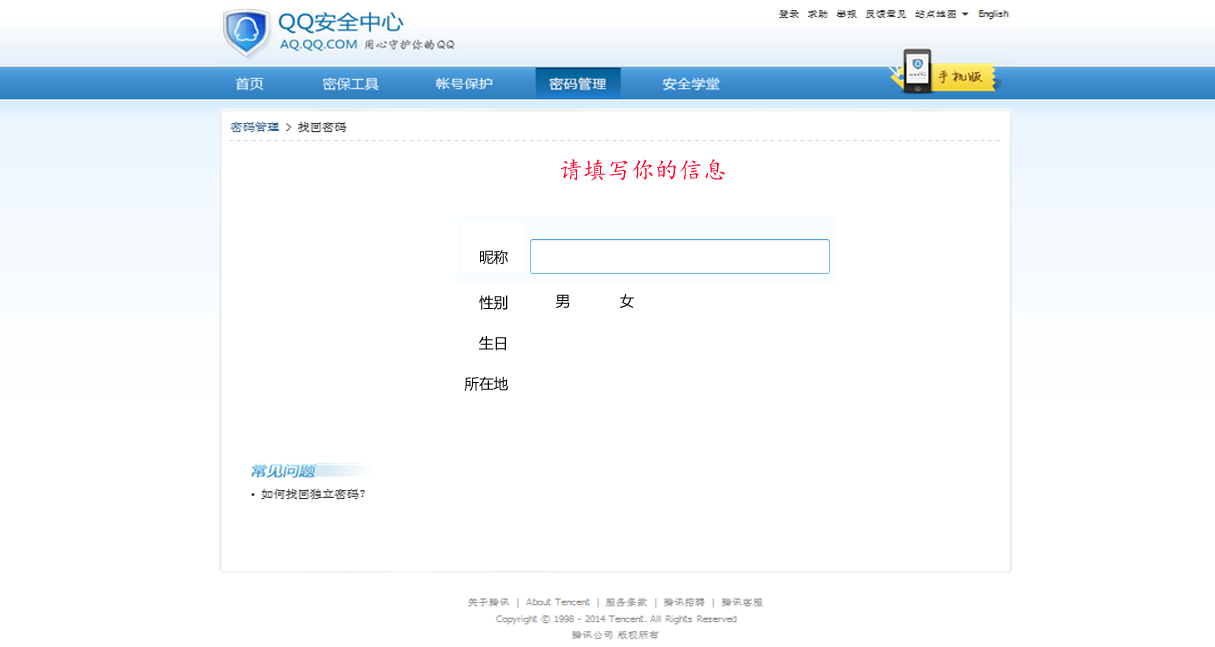 QQ安全中心
AQ.QQ.COM 用心守护你的QQ
登录 求助 举报 反馈意见 站点地图 English
首页 密保工具 帐号保护 密码管理 安全学堂 手机版
密码管理 > 找回密码
请填写你的信息
昵称
性别 男 女
生日
所在地
常见问题
• 如何找回独立密码?
关于腾讯 | About Tencent | 服务条款 | 腾讯招聘 | 腾讯客服
Copyright © 1998 - 2014 Tencent. All Rights Reserved
腾讯公司 版权所有